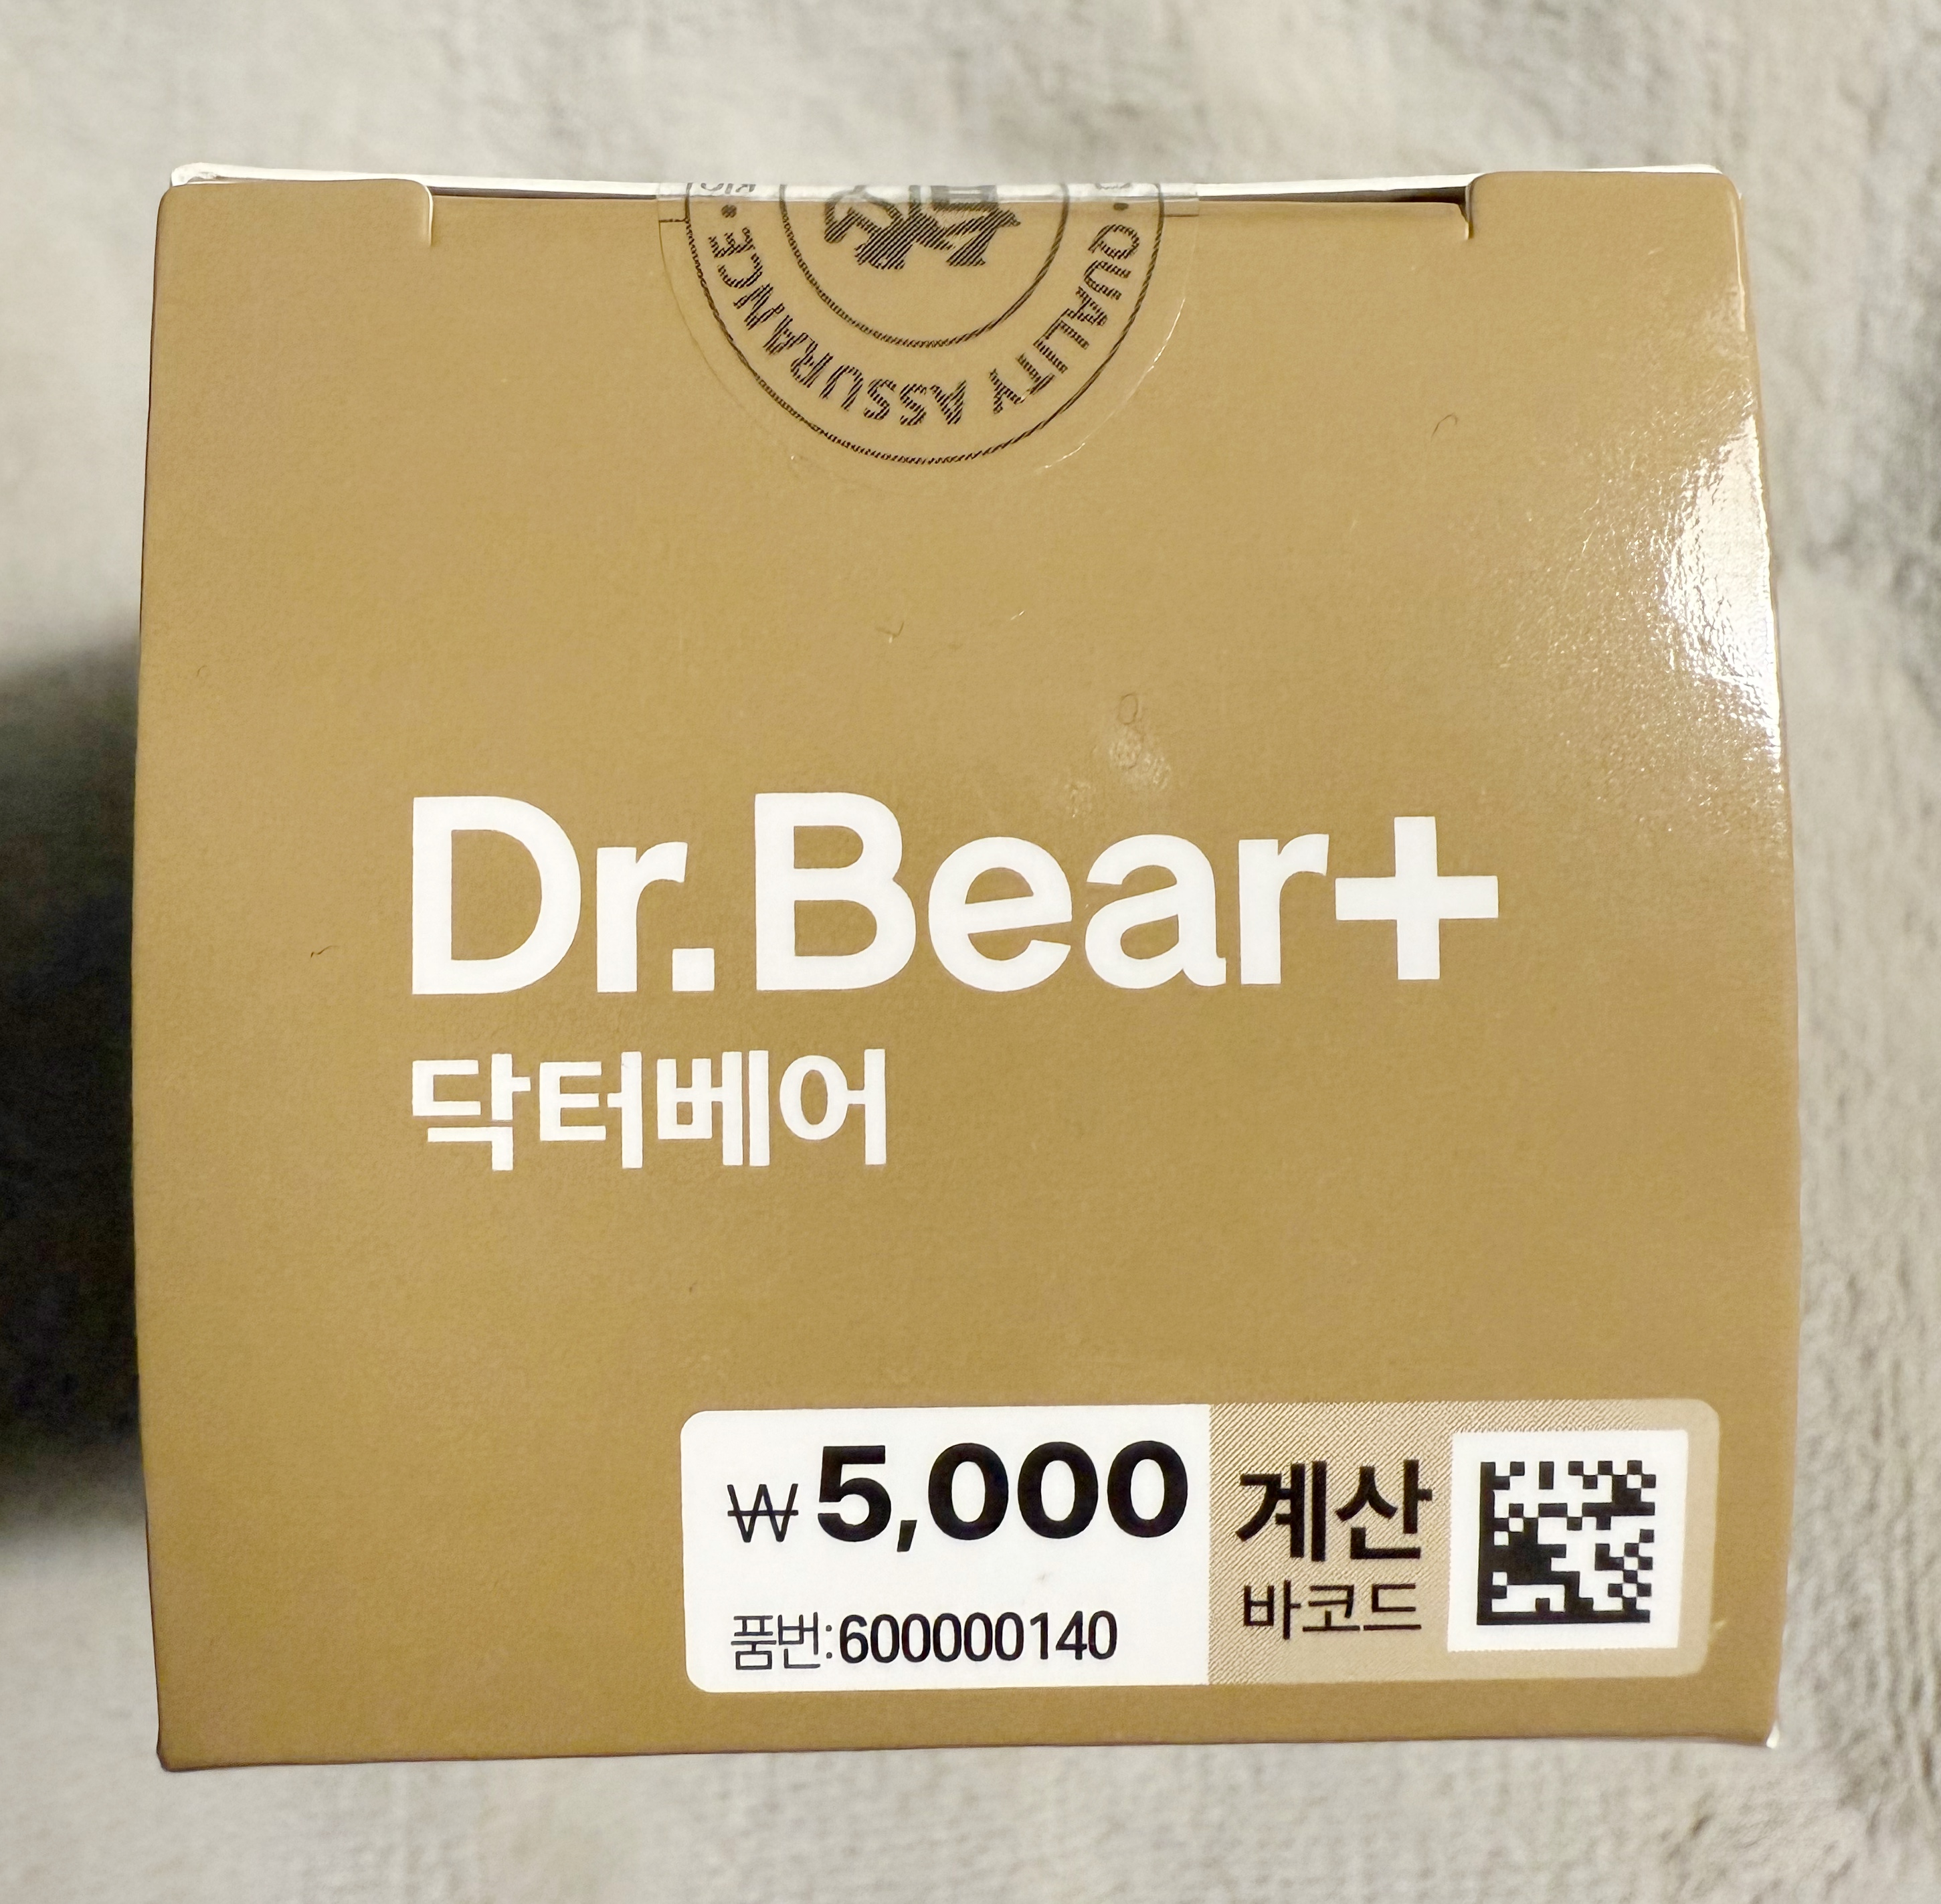 QUALITY ASSURANCE
Dr.Bear+
닥터베어
₩5,000
품번:600000140
계산
바코드